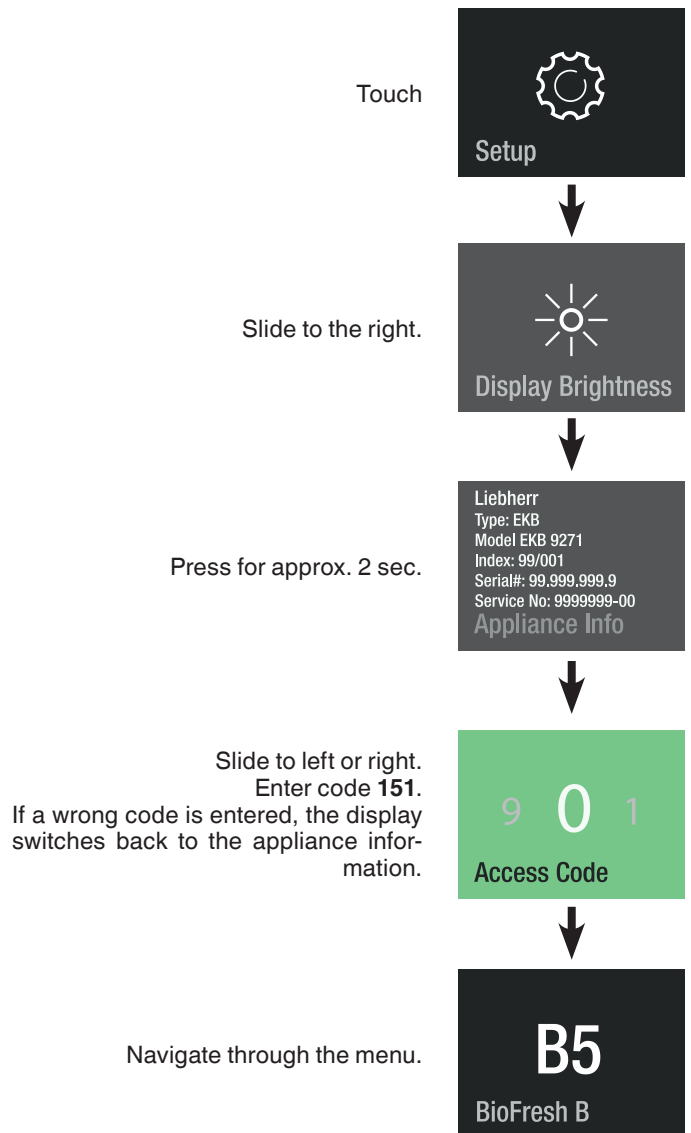 Touch
Setup
Slide to the right.
Display Brightness
Press for approx. 2 sec.
Liebherr
Type: EKB
Model EKB 9271
Index: 99/001
Serial#: 99.999.999.9
Service No: 9999999-00
Appliance Info
Slide to left or right.
Enter code 151.
If a wrong code is entered, the display
switches back to the appliance infor-
mation.
9 0 1
Access Code
Navigate through the menu.
B5
BioFresh B